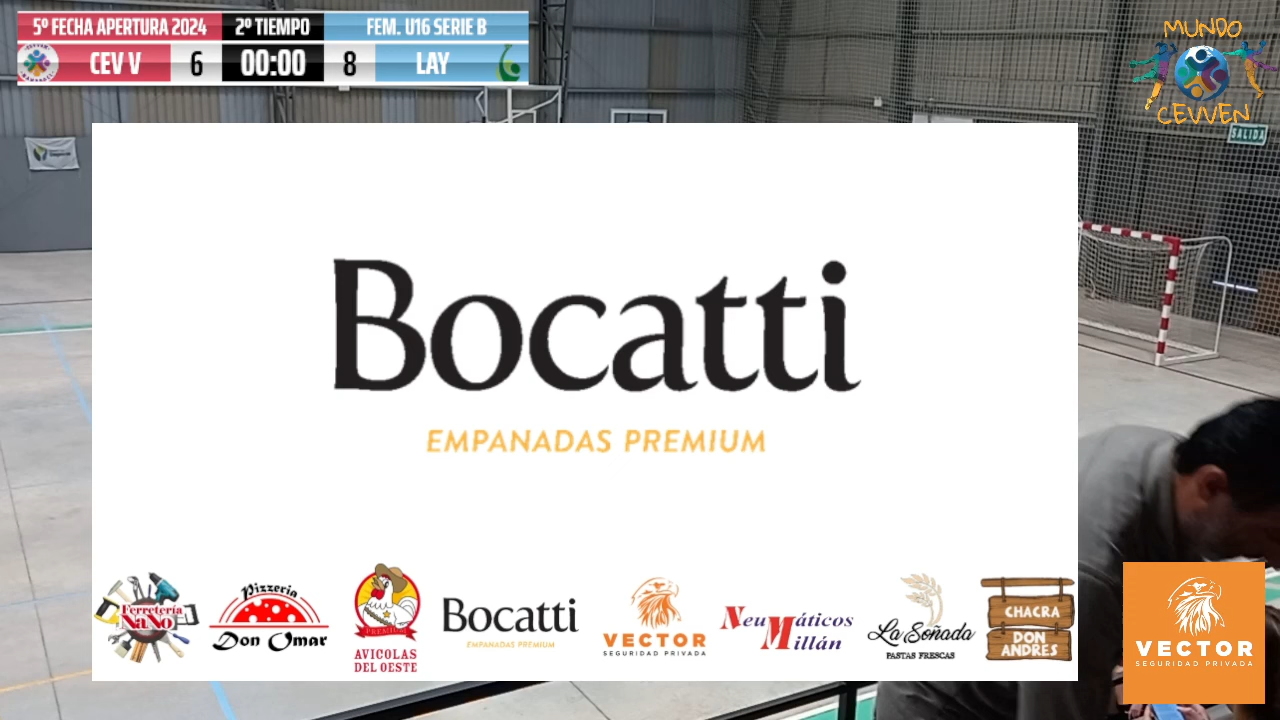 5º FECHA APERTURA 2024
2º TIEMPO
FEM. U16 SERIE B
CEV V
6
00:00
8
LAY
MUNDO
CEVVEN
SALIDA
Bocatti
EMPANADAS PREMIUM
Ferretería
NaNo
Pizzeria
Don Omar
PREMIUM
AVICOLAS
DEL OESTE
Bocatti
EMPANADAS PREMIUM
VECTOR
SEGURIDAD PRIVADA
NeuMáticos
Millán
La Soñada
PASTAS FRESCAS
CHACRA
DON
ANDRES
VECTOR
SEGURIDAD PRIVADA